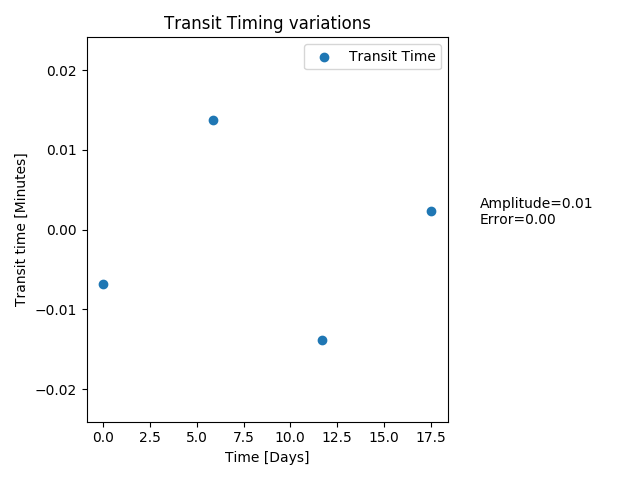 Transit Timing variations
Transit Time
0.02
0.01
0.00
−0.01
−0.02
Transit time [Minutes]
Amplitude=0.01
Error=0.00
0.0 2.5 5.0 7.5 10.0 12.5 15.0 17.5
Time [Days]